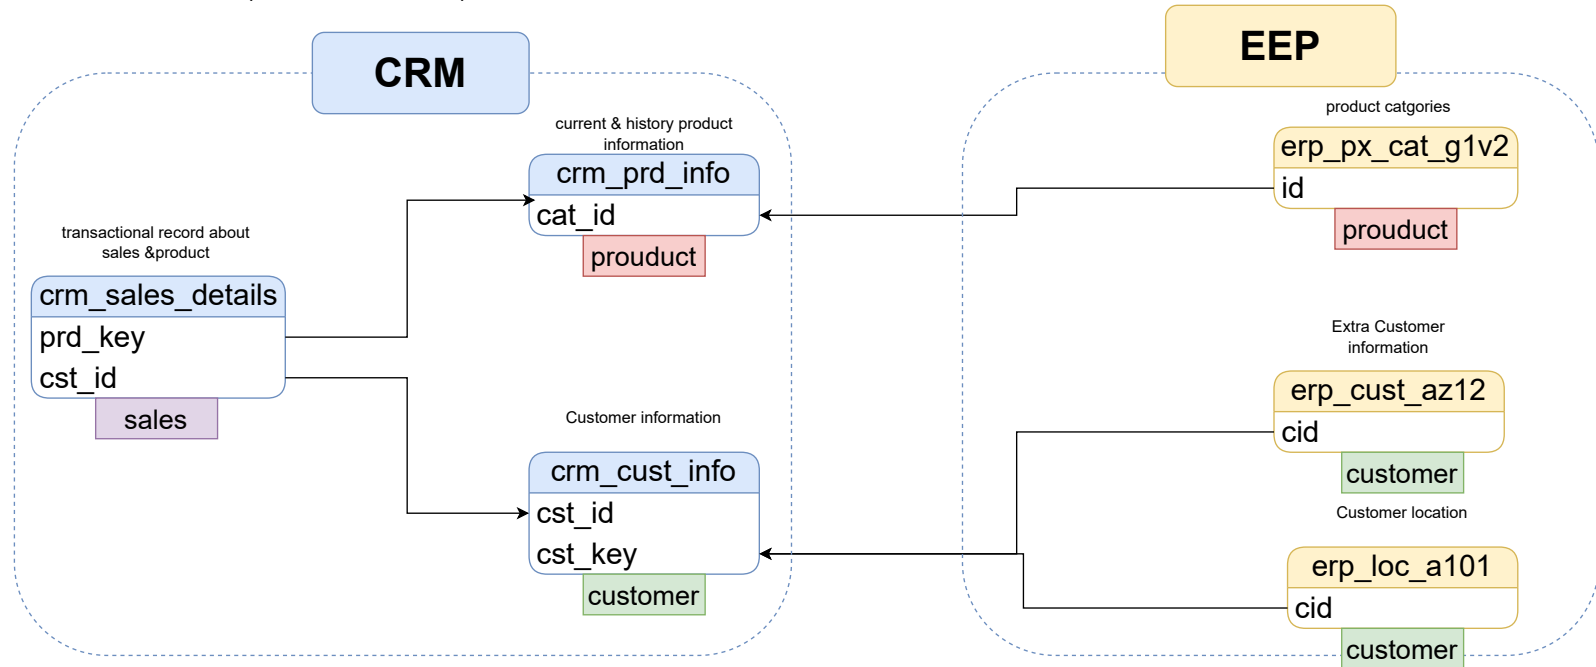 CRM
EEP
current & history product
information
crm_prd_info
cat_id
prouduct
transactional record about
sales &product
crm_sales_details
prd_key
cst_id
sales
Customer information
crm_cust_info
cst_id
cst_key
customer
product catgories
erp_px_cat_g1v2
id
prouduct
Extra Customer
information
erp_cust_az12
cid
customer
Customer location
erp_loc_a101
cid
customer